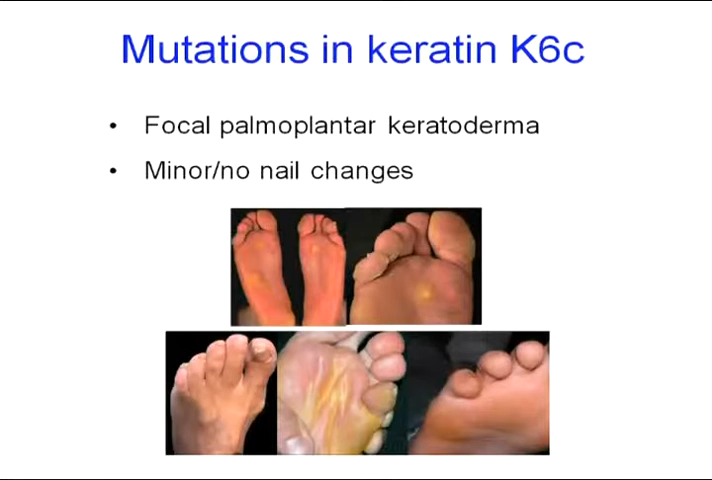 Mutations in keratin K6c
• Focal palmoplantar keratoderma
• Minor/no nail changes